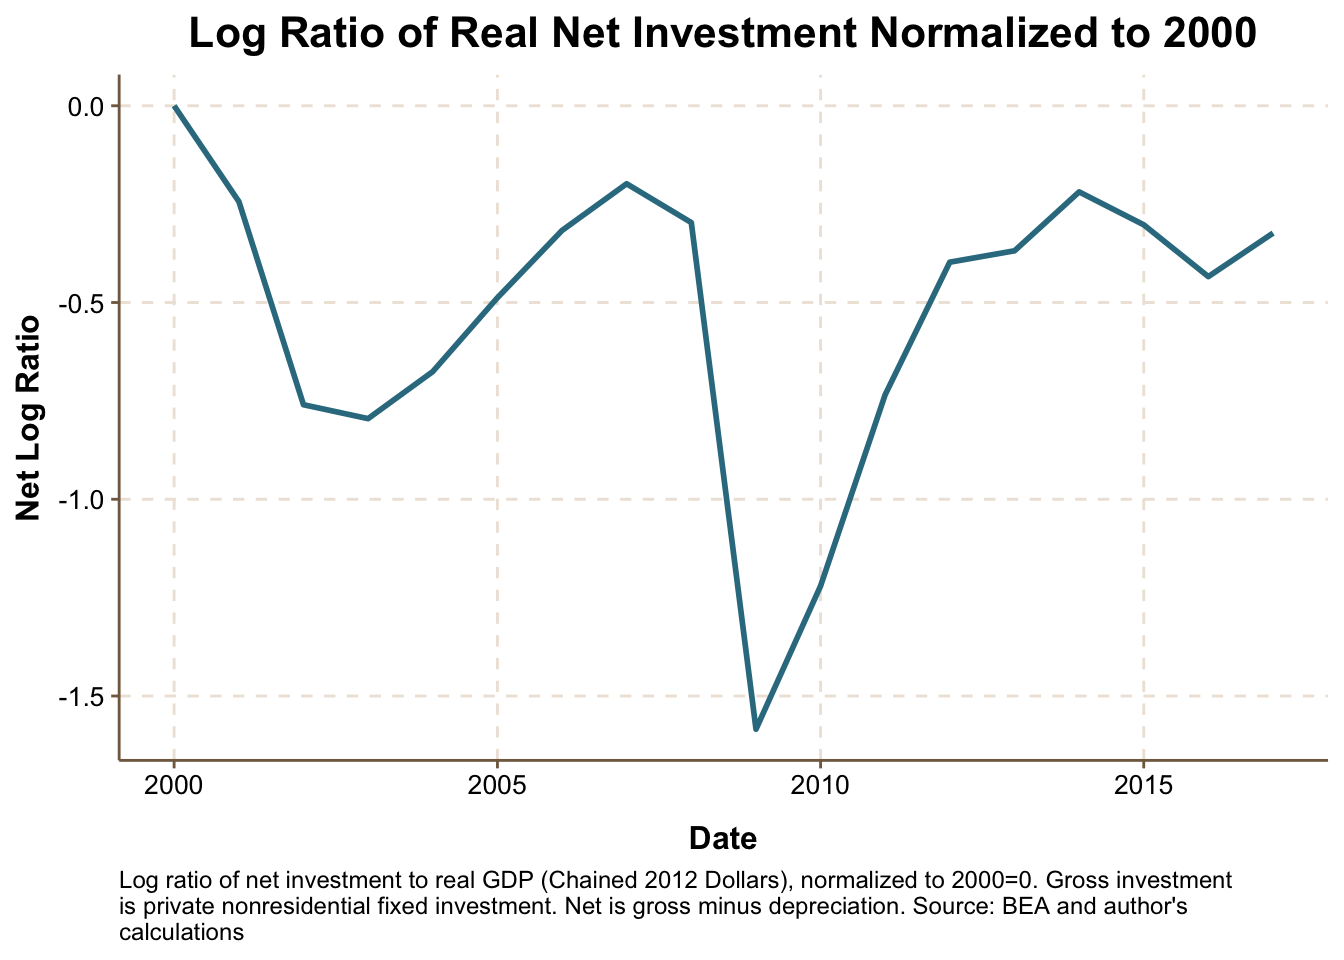 Log Ratio of Real Net Investment Normalized to 2000
Net Log Ratio
0.0
-0.5
-1.0
-1.5
2000 2005 2010 2015
Date
Log ratio of net investment to real GDP (Chained 2012 Dollars), normalized to 2000=0. Gross investment
is private nonresidential fixed investment. Net is gross minus depreciation. Source: BEA and author's
calculations